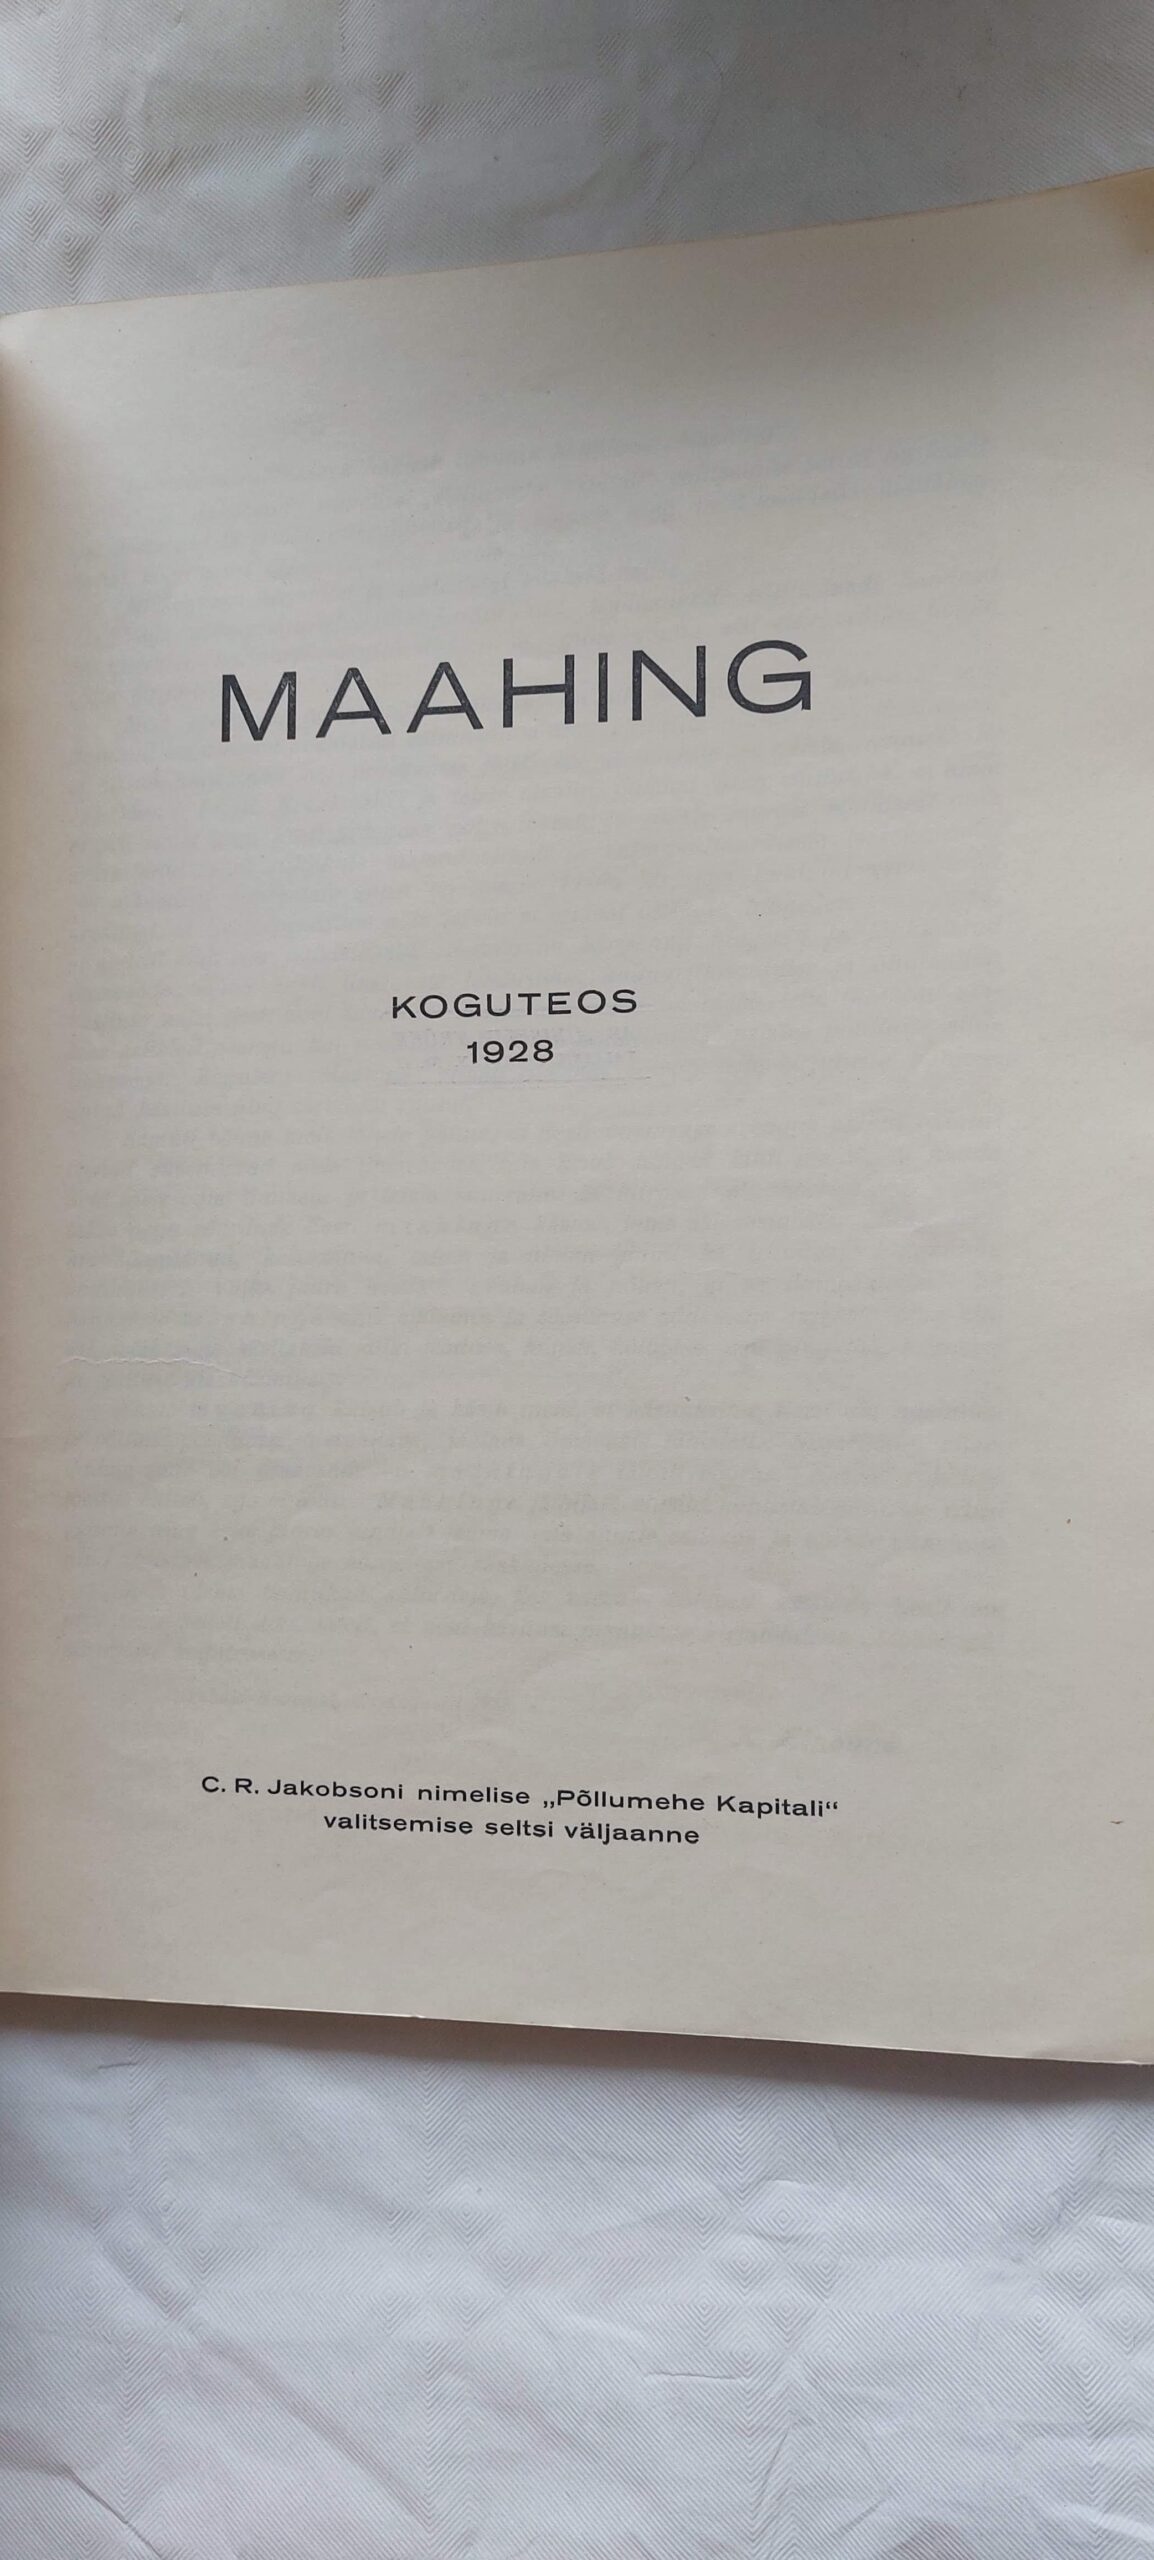 MAAHING
KOGUTEOS
1928
C. R. Jakobsoni nimelise „Põllumehe Kapitali“
valitsemise seltsi väljaanne